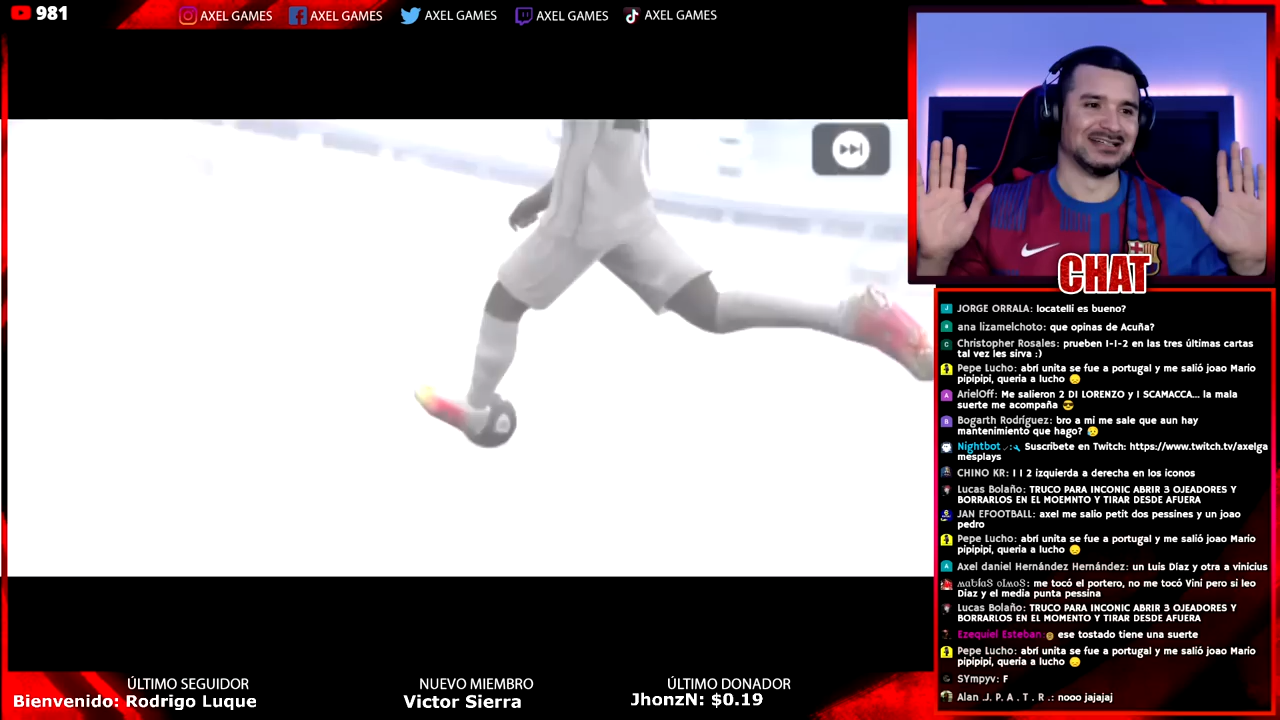 981
AXEL GAMES
AXEL GAMES
AXEL GAMES
AXEL GAMES
AXEL GAMES
CHAT
JORGE ORRALA: locatelli es bueno?
ana lizamelchoto: que opinas de Acuña?
Christopher Rosales: prueben 1-1-2 en las tres últimas cartas
tal vez les sirva :)
Pepe Lucho: abrí unita se fue a portugal y me salió joao Mario
pipipipi, queria a lucho 😞
ArielOff: Me salieron 2 DI LORENZO y 1 SCAMACCA... la mala
suerte me acompaña 😎
Bogarth Rodríguez: bro a mi me sale que aun hay
mantenimiento que hago? 😥
Nightbot: Suscribete en Twitch: https://www.twitch.tv/axelga
mesplays
CHINO KR: 1 1 2 izquierda a derecha en los iconos
Lucas Bolaño: TRUCO PARA INCONIC ABRIR 3 OJEADORES Y
BORRARLOS EN EL MOEMNTO Y TIRAR DESDE AFUERA
JAN EFOOTBALL: axel me salio petit dos pessines y un joao
pedro
Pepe Lucho: abrí unita se fue a portugal y me salió joao Mario
pipipipi, queria a lucho 😞
Axel daniel Hernández Hernández: un Luis Díaz y otra a vinicius
me tocó el portero, no me tocó Vini pero si leo
Díaz y el media punta pessina
Lucas Bolaño: TRUCO PARA INCONIC ABRIR 3 OJEADORES Y
BORRARLOS EN EL MOMENTO Y TIRAR DESDE AFUERA
Ezequiel Esteban: ese tostado tiene una suerte
Pepe Lucho: abrí unita se fue a portugal y me salió joao Mario
pipipipi, queria a lucho 😞
SYmpyv: F
Alan .J. P. A . T . R .: nooo jajajaj
ÚLTIMO SEGUIDOR
Bienvenido: Rodrigo Luque
NUEVO MIEMBRO
Victor Sierra
ÚLTIMO DONADOR
JhonzN: $0.19